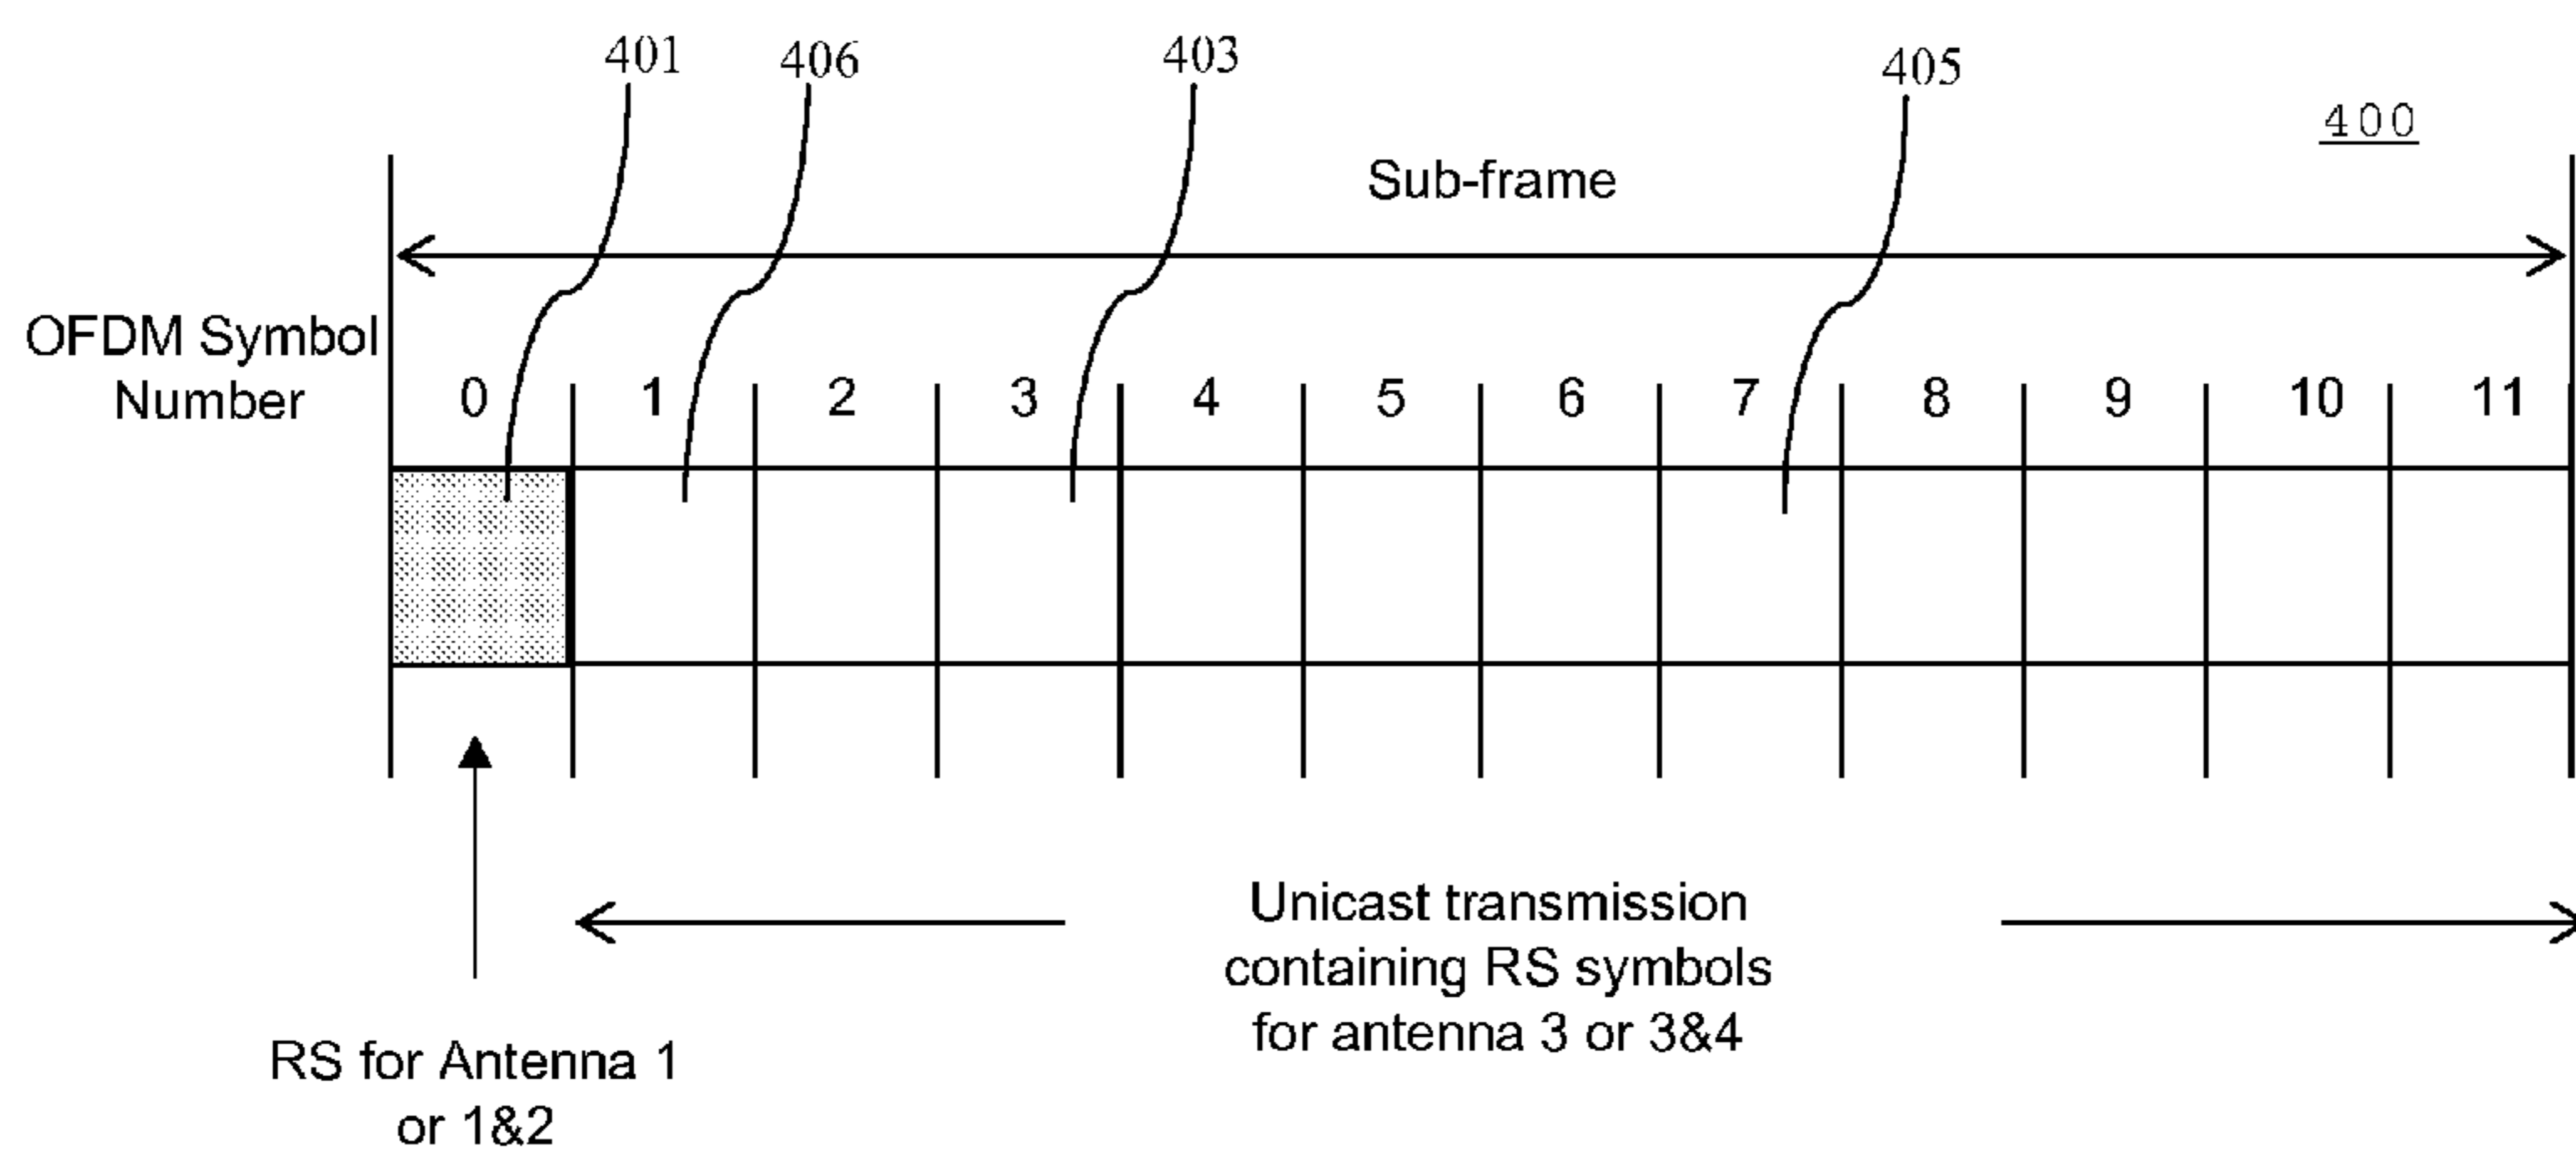 401 406 403 405
400
Sub-frame
OFDM Symbol
Number
0 1 2 3 4 5 6 7 8 9 10 11
Unicast transmission
containing RS symbols
for antenna 3 or 3&4
RS for Antenna 1
or 1&2